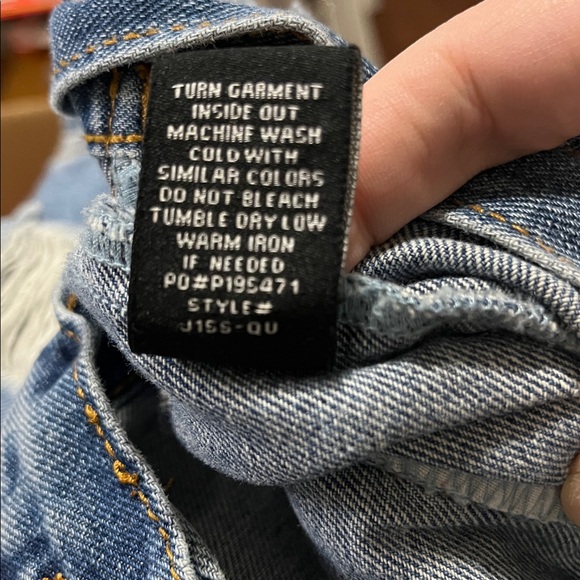 TURN GARMENT
INSIDE OUT
MACHINE WASH
COLD WITH
SIMILAR COLORS
DO NOT BLEACH
TUMBLE DRY LOW
WARM IRON
IF NEEDED
PO#P195471
STYLE#
J15S-QU